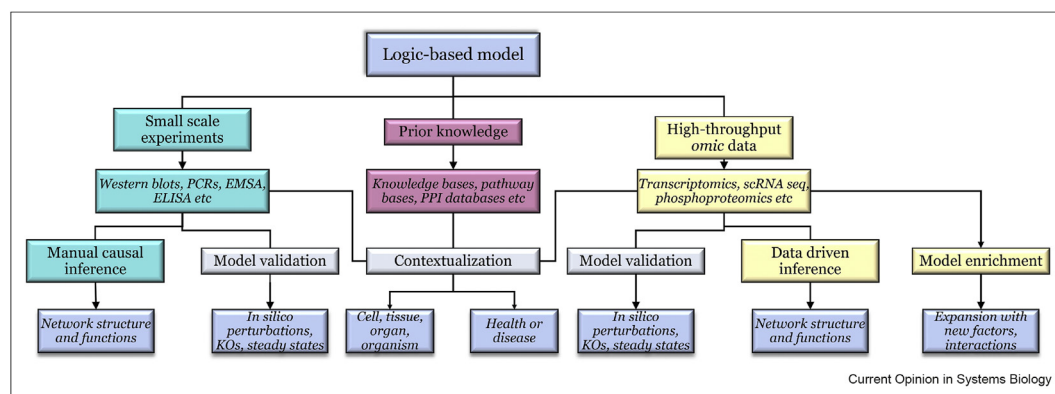 Logic-based model
Small scale
experiments
Prior knowledge
High-throughput
omic data
Western blots, PCRs, EMSA,
ELISA etc
Knowledge bases, pathway
bases, PPI databases etc
Transcriptomics, scRNA seq,
phosphoproteomics etc
Manual causal
inference
Model validation
Contextualization
Model validation
Data driven
inference
Model enrichment
Network structure
and functions
In silico
perturbations,
KOs, steady states
Cell, tissue,
organ,
organism
Health or
disease
In silico
perturbations,
KOs, steady states
Network structure
and functions
Expansion with
new factors,
interactions
Current Opinion in Systems Biology